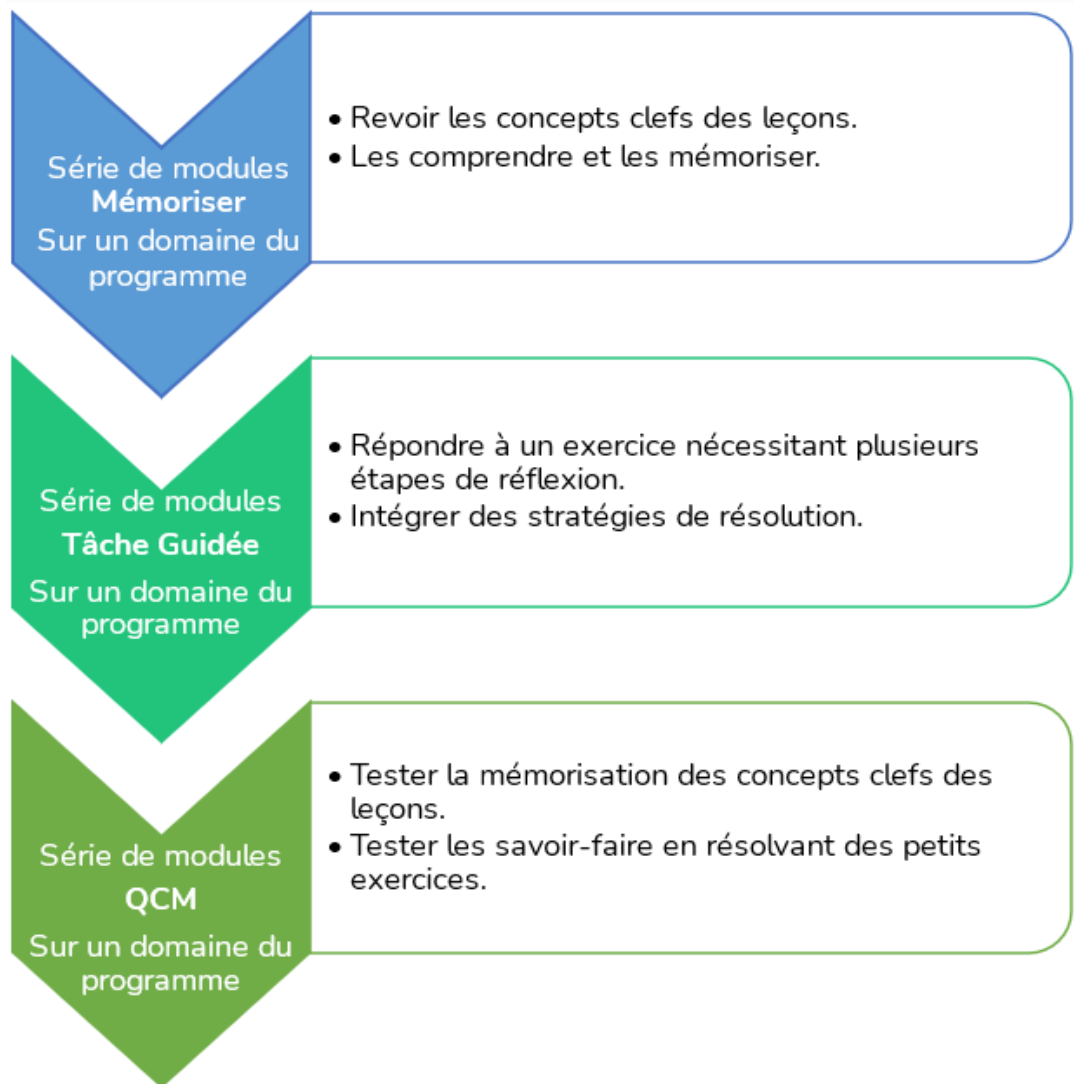 Série de modules
Mémoriser
Sur un domaine du
programme
• Revoir les concepts clefs des leçons.
• Les comprendre et les mémoriser.
Série de modules
Tâche Guidée
Sur un domaine du
programme
• Répondre à un exercice nécessitant plusieurs
étapes de réflexion.
• Intégrer des stratégies de résolution.
Série de modules
QCM
Sur un domaine du
programme
• Tester la mémorisation des concepts clefs des
leçons.
• Tester les savoir-faire en résolvant des petits
exercices.